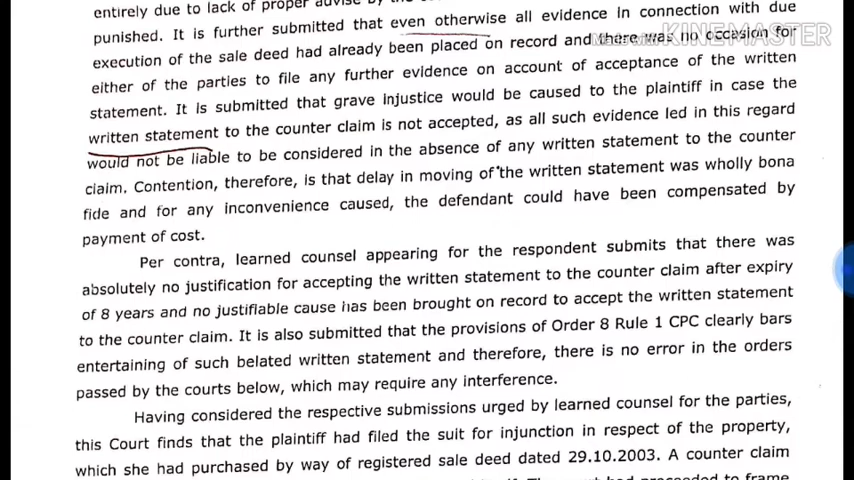 entirely due to lack of proper advise by the
punished. It is further submitted that even otherwise all evidence in connection with due
execution of the sale deed had already been placed on record and there was no occasion for
either of the parties to file any further evidence on account of acceptance of the written
statement. It is submitted that grave injustice would be caused to the plaintiff in case the
written statement to the counter claim is not accepted, as all such evidence led in this regard
would not be liable to be considered in the absence of any written statement to the counter
claim. Contention, therefore, is that delay in moving of the written statement was wholly bona
fide and for any inconvenience caused, the defendant could have been compensated by
payment of cost.
Per contra, learned counsel appearing for the respondent submits that there was
absolutely no justification for accepting the written statement to the counter claim after expiry
of 8 years and no justifiable cause has been brought on record to accept the written statement
to the counter claim. It is also submitted that the provisions of Order 8 Rule 1 CPC clearly bars
entertaining of such belated written statement and therefore, there is no error in the orders
passed by the courts below, which may require any interference.
Having considered the respective submissions urged by learned counsel for the parties,
this Court finds that the plaintiff had filed the suit for injunction in respect of the property,
which she had purchased by way of registered sale deed dated 29.10.2003. A counter claim
had proceeded to frame
KINEMASTER